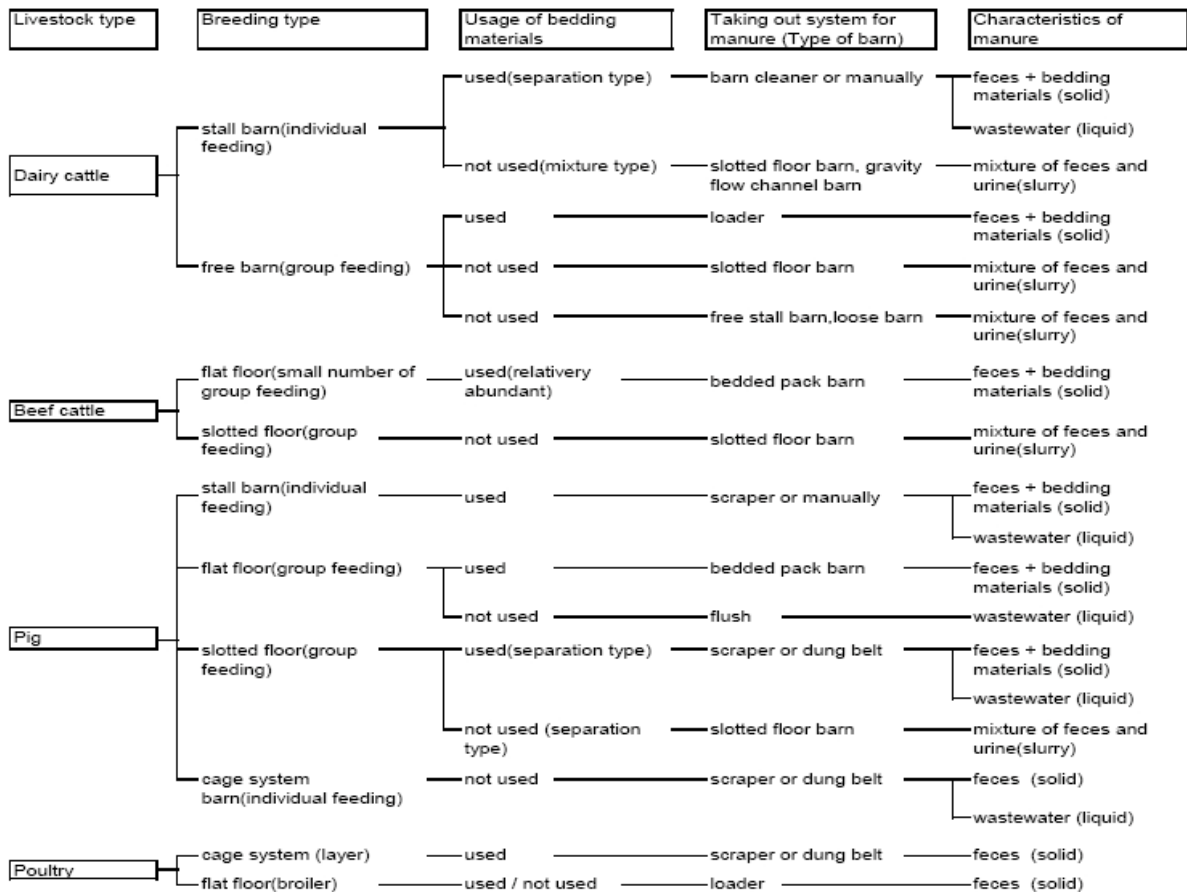 Livestock type
Breeding type
Usage of bedding
materials
Taking out system for
manure (Type of barn)
Characteristics of
manure
Dairy cattle
stall barn(individual
feeding)
used(separation type)
barn cleaner or manually
feces + bedding
materials (solid)
wastewater (liquid)
not used(mixture type)
slotted floor barn, gravity
flow channel barn
mixture of feces and
urine(slurry)
free barn(group feeding)
used
loader
feces + bedding
materials (solid)
not used
slotted floor barn
mixture of feces and
urine(slurry)
not used
free stall barn,loose barn
mixture of feces and
urine(slurry)
Beef cattle
flat floor(small number of
group feeding)
used(relativery
abundant)
bedded pack barn
feces + bedding
materials (solid)
slotted floor(group
feeding)
not used
slotted floor barn
mixture of feces and
urine(slurry)
Pig
stall barn(individual
feeding)
used
scraper or manually
feces + bedding
materials (solid)
wastewater (liquid)
flat floor(group feeding)
used
bedded pack barn
feces + bedding
materials (solid)
not used
flush
wastewater (liquid)
slotted floor(group
feeding)
used(separation type)
scraper or dung belt
feces + bedding
materials (solid)
wastewater (liquid)
not used (separation
type)
slotted floor barn
mixture of feces and
urine(slurry)
cage system
barn(individual feeding)
not used
scraper or dung belt
feces (solid)
wastewater (liquid)
Poultry
cage system (layer)
used
scraper or dung belt
feces (solid)
flat floor(broiler)
used / not used
loader
feces (solid)